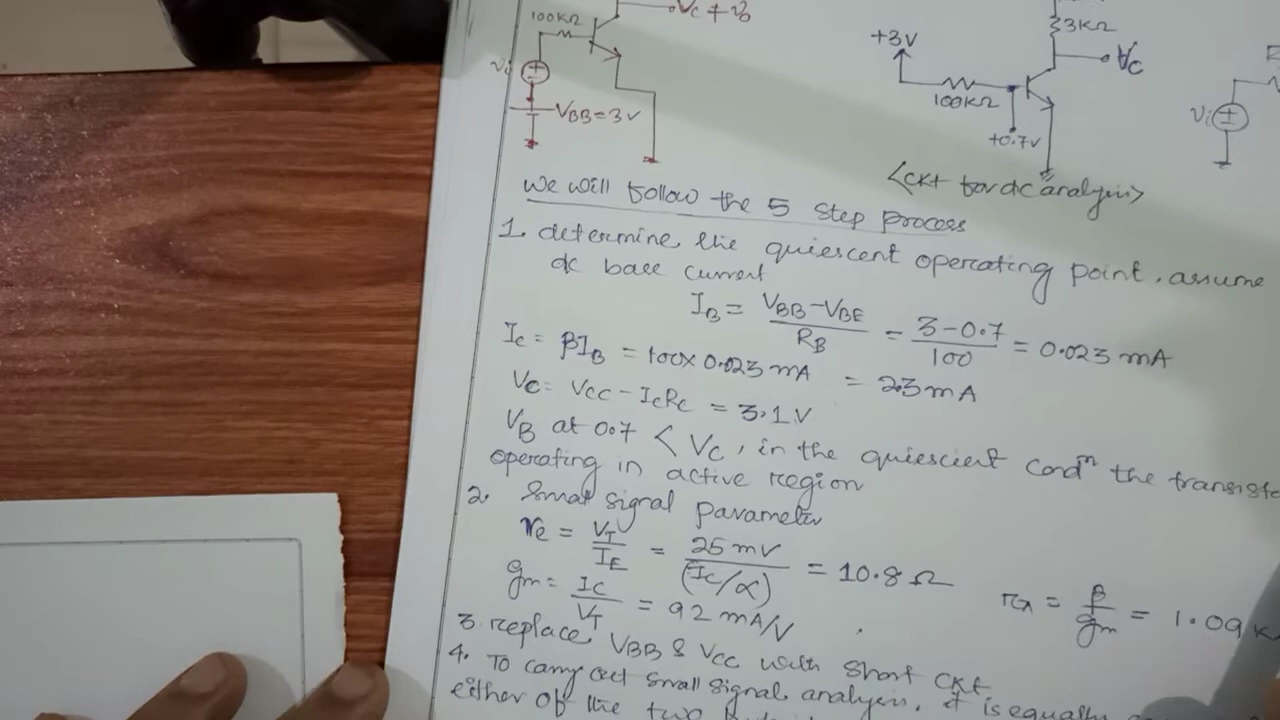 100KΩ
Vc + vo
vi
VBB = 3v
3KΩ
+3v
Vc
100KΩ
+0.7v
Vi
<ckt for dc analysis>
We will follow the 5 step process
1. determine the quiescent operating point, assume
dc base current
IB = VBB-VBE / RB = 3-0.7 / 100 = 0.023 mA
Ic = βIB = 100x 0.023 mA = 2.3 mA
Vc = Vcc - IcRc = 3.1 V
VB at 0.7 < Vc, in the quiescient condn the transisto
operating in active region
2. Small signal parameter
re = VT / IE = 25 mv / (Ic/α) = 10.8 Ω
gm = Ic / VT = 92 mA/V
rπ = β / gm = 1.09 K
3. replace VBB & Vcc with short ckt
4. To carry out small signal analysis, it is equally
either of the two